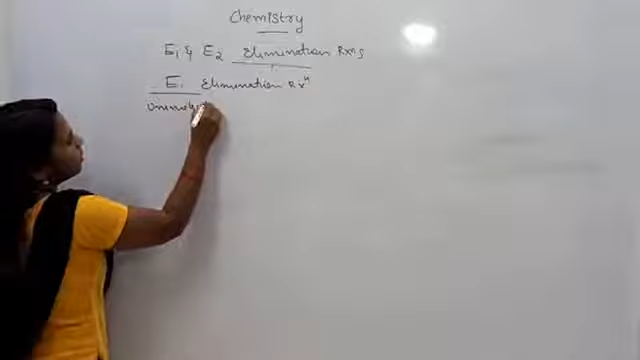 Chemistry
E1 & E2 Elimination Rxns
E1 Elimination Rxn